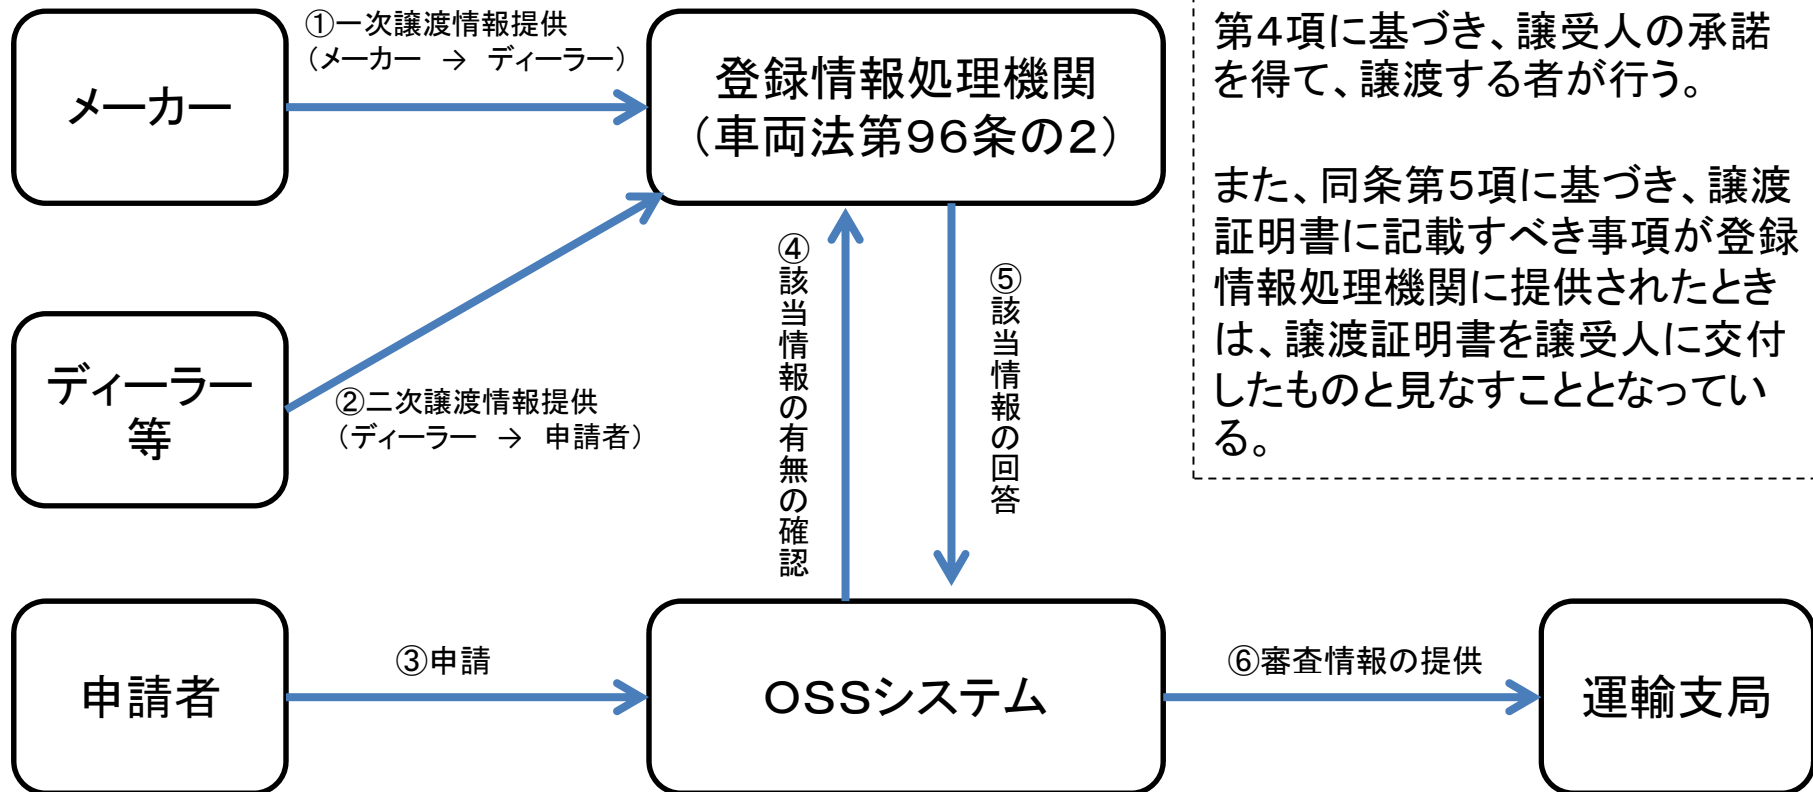 ①一次譲渡情報提供
（メーカー → ディーラー）
メーカー
登録情報処理機関
（車両法第96条の2）
第4項に基づき、譲受人の承諾
を得て、譲渡する者が行う。
また、同条第5項に基づき、譲渡
証明書に記載すべき事項が登録
情報処理機関に提供されたとき
は、譲渡証明書を譲受人に交付
したものと見なすこととなってい
る。
ディーラー
等
②二次譲渡情報提供
（ディーラー → 申請者）
④該当情報の有無の確認
⑤該当情報の回答
申請者
③申請
OSSシステム
⑥審査情報の提供
運輸支局